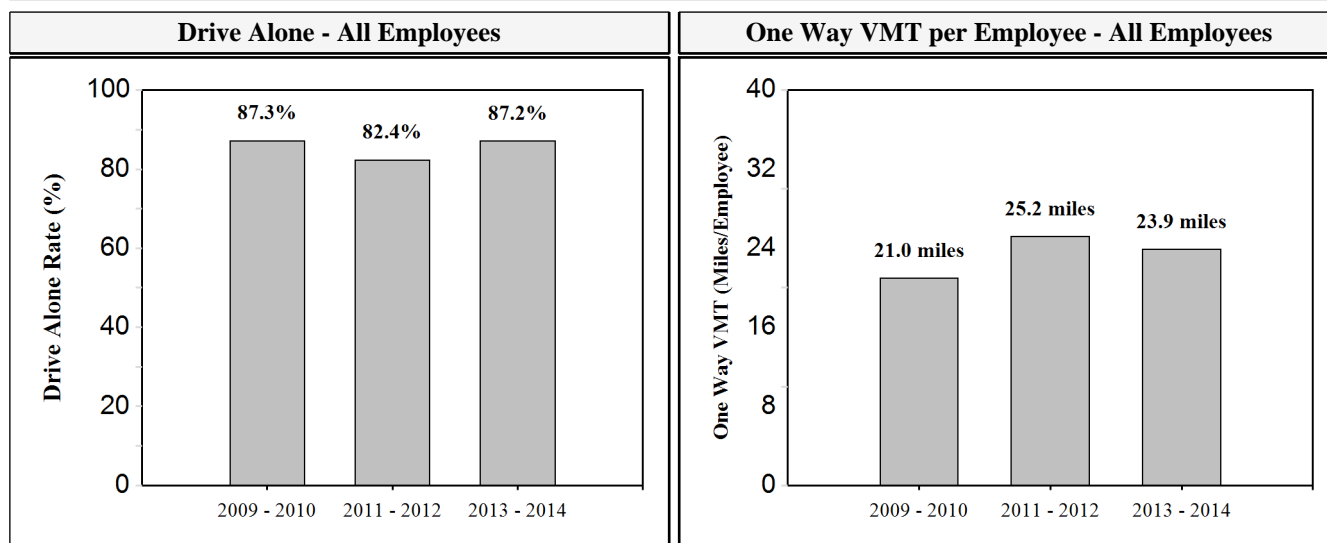 Drive Alone - All Employees
One Way VMT per Employee - All Employees
Drive Alone Rate (%)
100
80
60
40
20
0
87.3%
82.4%
87.2%
2009 - 2010
2011 - 2012
2013 - 2014
One Way VMT (Miles/Employee)
40
32
24
16
8
0
21.0 miles
25.2 miles
23.9 miles
2009 - 2010
2011 - 2012
2013 - 2014